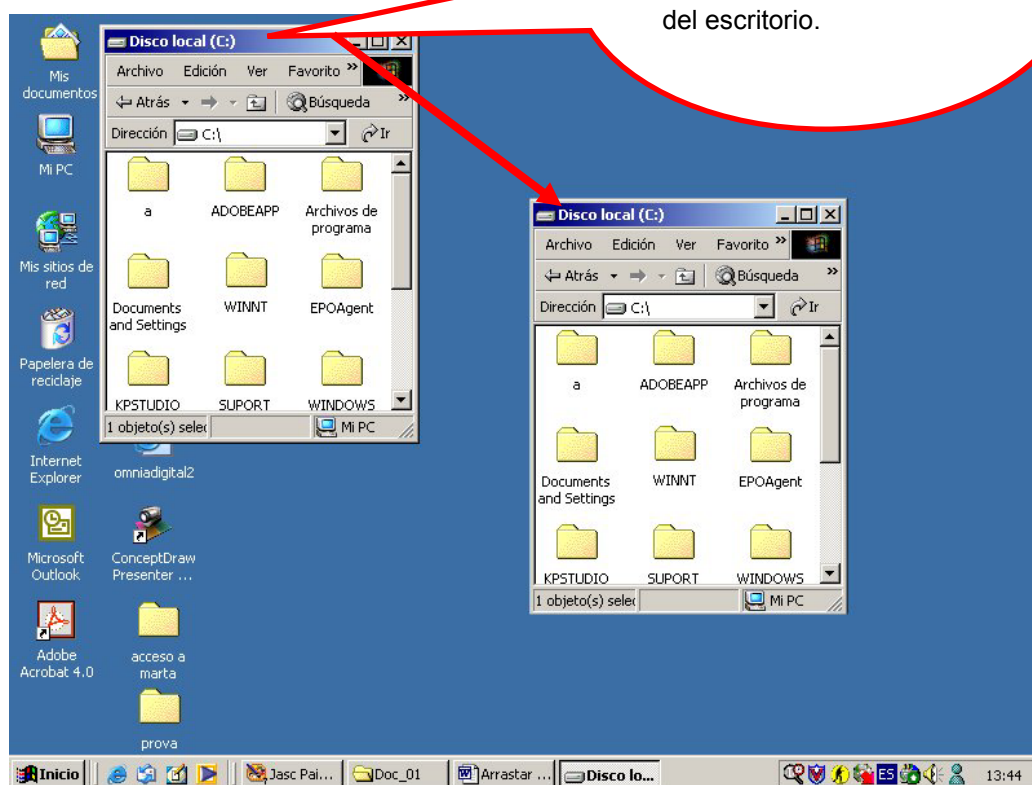 del escritorio.
Mis
documentos
Mi PC
Mis sitios de
red
Papelera de
reciclaje
Internet
Explorer
omniadigital2
Microsoft
Outlook
ConceptDraw
Presenter ...
Adobe
Acrobat 4.0
acceso a
marta
prova
Disco local (C:)
Archivo Edición Ver Favorito »
Atrás Búsqueda »
Dirección C:\ Ir
a ADOBEAPP Archivos de
programa
Documents
and Settings WINNT EPOAgent
KPSTUDIO SUPORT WINDOWS
1 objeto(s) selec Mi PC
Disco local (C:)
Archivo Edición Ver Favorito »
Atrás Búsqueda »
Dirección C:\ Ir
a ADOBEAPP Archivos de
programa
Documents
and Settings WINNT EPOAgent
KPSTUDIO SUPORT WINDOWS
1 objeto(s) selec Mi PC
Inicio Jasc Pai... Doc_01 Arrastar ... Disco lo... ES 13:44